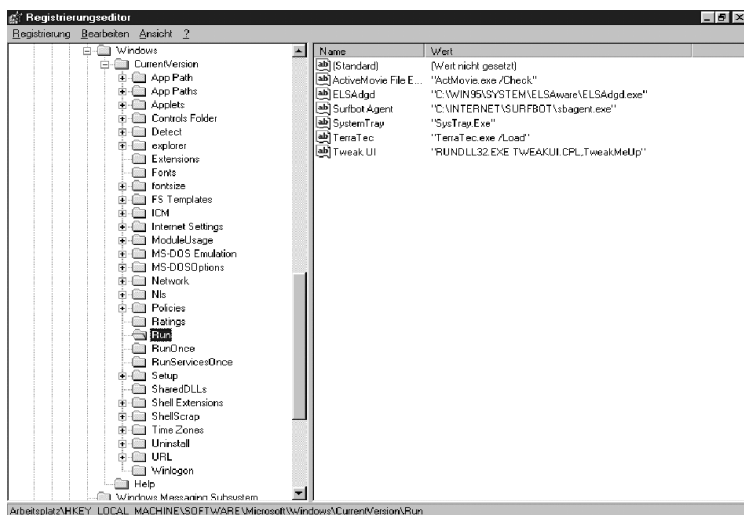 Registrierungseditor
Registrierung Bearbeiten Ansicht ?
Windows
CurrentVersion
App Path
App Paths
Applets
Controls Folder
Detect
explorer
Extensions
Fonts
fontsize
FS Templates
ICM
Internet Settings
ModuleUsage
MS-DOS Emulation
MS-DOSOptions
Network
Nls
Policies
Ratings
Run
RunOnce
RunServicesOnce
Setup
SharedDLLs
Shell Extensions
ShellScrap
Time Zones
Uninstall
URL
Winlogon
Help
Windows Messaging Subsystem
Name Wert
(Standard) (Wert nicht gesetzt)
ActiveMovie File E... "ActMovie.exe /Check"
ELSAdgd "C:\WIN95\SYSTEM\ELSAware\ELSAdgd.exe"
Surfbot Agent "C:\INTERNET\SURFBOT\sbagent.exe"
SystemTray "SysTray.Exe"
TerraTec "TerraTec.exe /Load"
Tweak UI "RUNDLL32.EXE TWEAKUI.CPL,TweakMeUp"
Arbeitsplatz\HKEY_LOCAL_MACHINE\SOFTWARE\Microsoft\Windows\CurrentVersion\Run